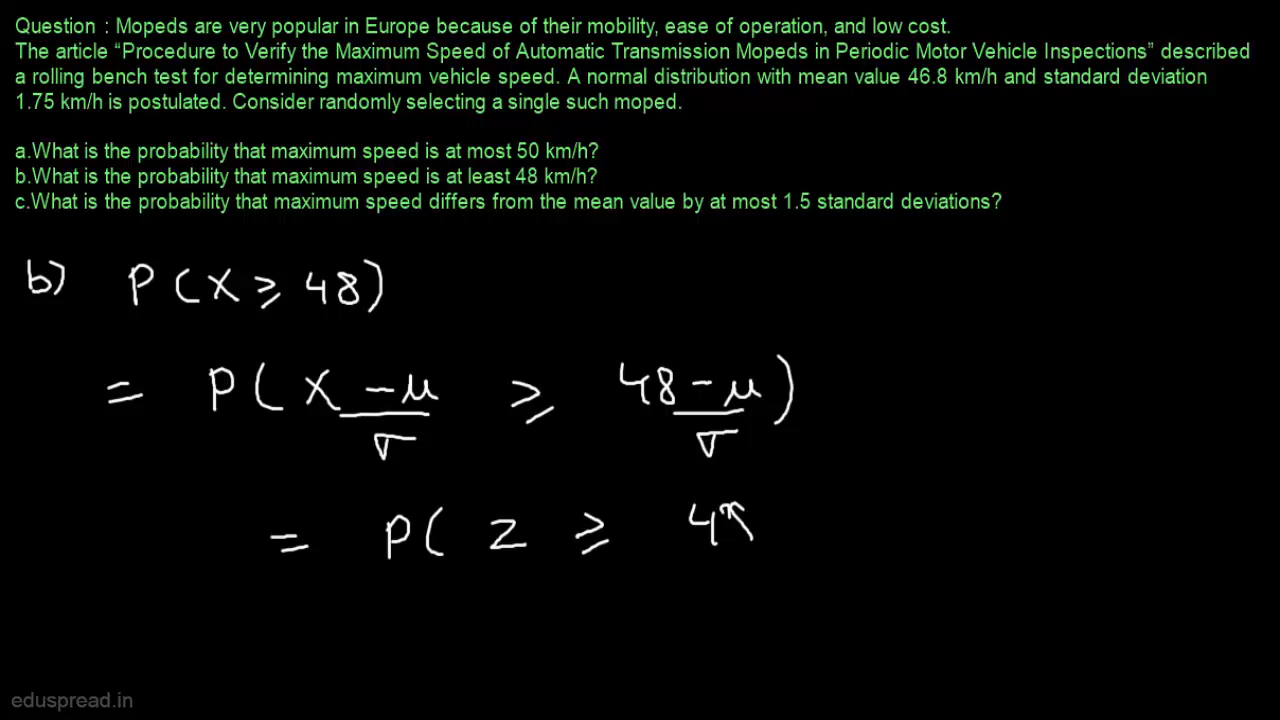 Question : Mopeds are very popular in Europe because of their mobility, ease of operation, and low cost.
The article “Procedure to Verify the Maximum Speed of Automatic Transmission Mopeds in Periodic Motor Vehicle Inspections” described
a rolling bench test for determining maximum vehicle speed. A normal distribution with mean value 46.8 km/h and standard deviation
1.75 km/h is postulated. Consider randomly selecting a single such moped.
a.What is the probability that maximum speed is at most 50 km/h?
b.What is the probability that maximum speed is at least 48 km/h?
c.What is the probability that maximum speed differs from the mean value by at most 1.5 standard deviations?
b) P(X ≥ 48)
= P( X - μ / σ ≥ 48 - μ / σ )
= P( Z ≥ 4
eduspread.in